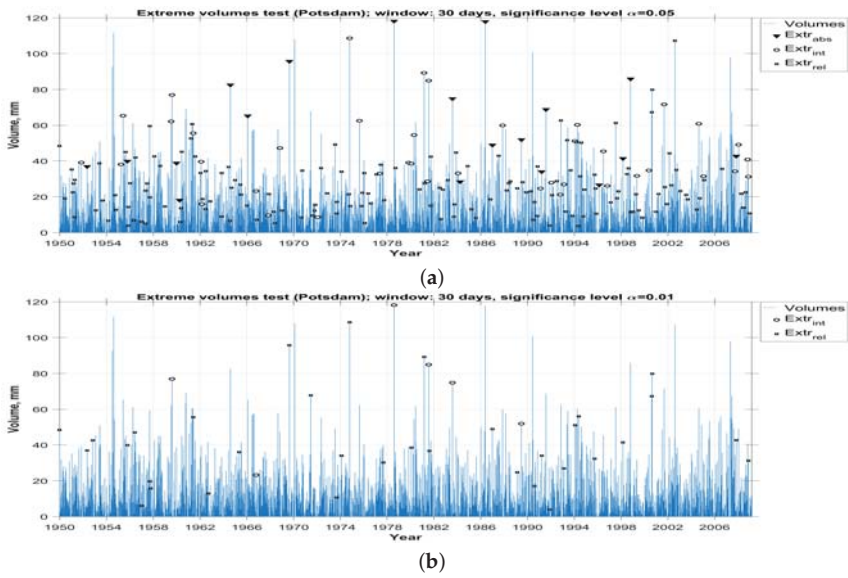 Extreme volumes test (Potsdam); window: 30 days, significance level α=0.05
Volumes
Extr_abs
Extr_int
Extr_rel
120
100
80
60
40
20
0
Volume, mm
1950 1954 1958 1962 1966 1970 1974 1978 1982 1986 1990 1994 1998 2002 2006
Year
(a)
Extreme volumes test (Potsdam); window: 30 days, significance level α=0.01
Volumes
Extr_int
Extr_rel
120
100
80
60
40
20
0
Volume, mm
1950 1954 1958 1962 1966 1970 1974 1978 1982 1986 1990 1994 1998 2002 2006
Year
(b)